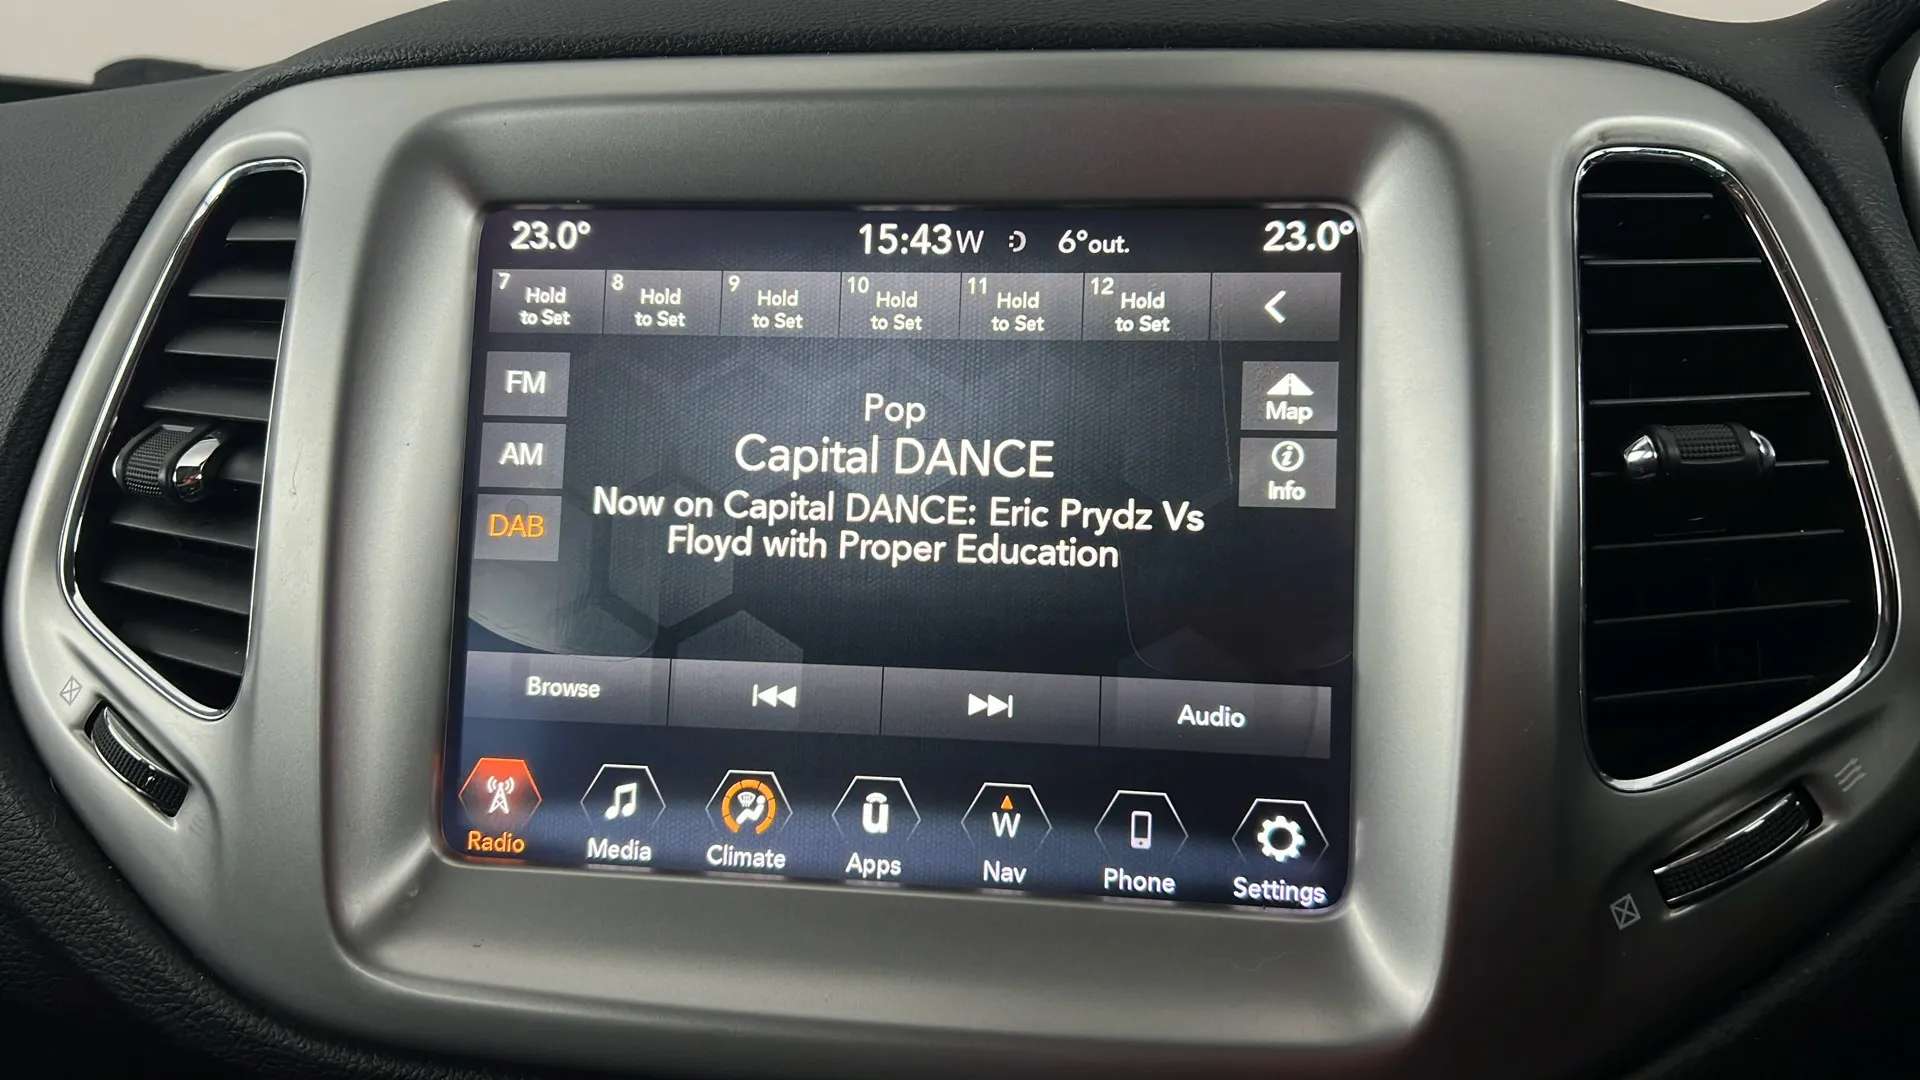 23.0° 15:43 W 6°out. 23.0°
7 Hold to Set
8 Hold to Set
9 Hold to Set
10 Hold to Set
11 Hold to Set
12 Hold to Set
FM
AM
DAB
Pop
Capital DANCE
Now on Capital DANCE: Eric Prydz Vs
Floyd with Proper Education
Map
Info
Browse Audio
Radio Media Climate Apps W Nav Phone Settings